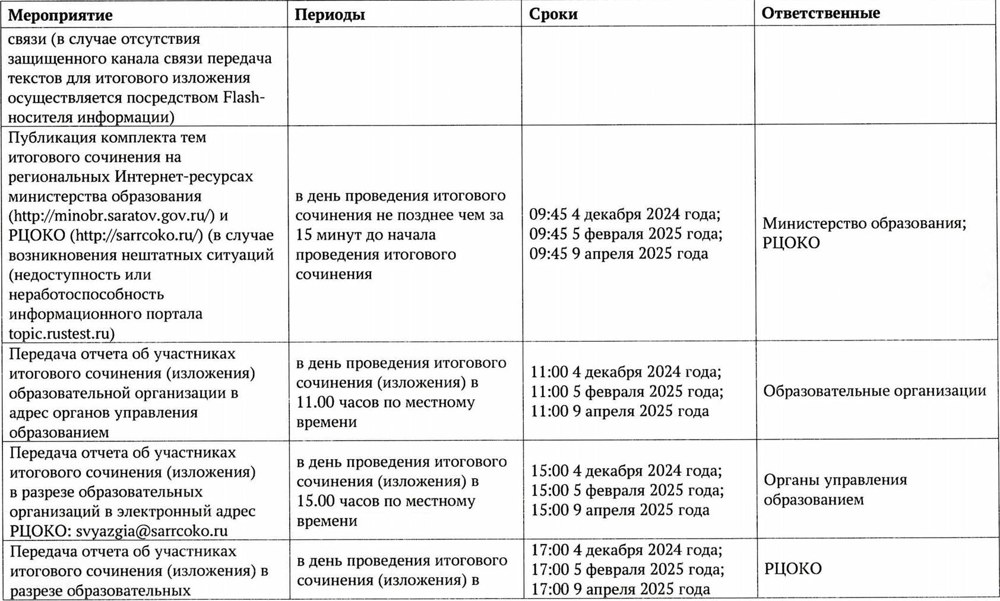 Мероприятие
Периоды
Сроки
Ответственные
связи (в случае отсутствия
защищенного канала связи передача
текстов для итогового изложения
осуществляется посредством Flash-
носителя информации)
Публикация комплекта тем
итогового сочинения на
региональных Интернет-ресурсах
министерства образования
(http://minobr.saratov.gov.ru/) и
РЦОКО (http://sarrcoko.ru/) (в случае
возникновения нештатных ситуаций
(недоступность или
неработоспособность
информационного портала
topic.rustest.ru)
в день проведения итогового
сочинения не позднее чем за
15 минут до начала
проведения итогового
сочинения
09:45 4 декабря 2024 года;
09:45 5 февраля 2025 года;
09:45 9 апреля 2025 года
Министерство образования;
РЦОКО
Передача отчета об участниках
итогового сочинения (изложения)
образовательной организации в
адрес органов управления
образованием
в день проведения итогового
сочинения (изложения) в
11.00 часов по местному
времени
11:00 4 декабря 2024 года;
11:00 5 февраля 2025 года;
11:00 9 апреля 2025 года
Образовательные организации
Передача отчета об участниках
итогового сочинения (изложения)
в разрезе образовательных
организаций в электронный адрес
РЦОКО: svyazgia@sarrcoko.ru
в день проведения итогового
сочинения (изложения) в
15.00 часов по местному
времени
15:00 4 декабря 2024 года;
15:00 5 февраля 2025 года;
15:00 9 апреля 2025 года
Органы управления
образованием
Передача отчета об участниках
итогового сочинения (изложения) в
разрезе образовательных
в день проведения итогового
сочинения (изложения) в
17:00 4 декабря 2024 года;
17:00 5 февраля 2025 года;
17:00 9 апреля 2025 года
РЦОКО